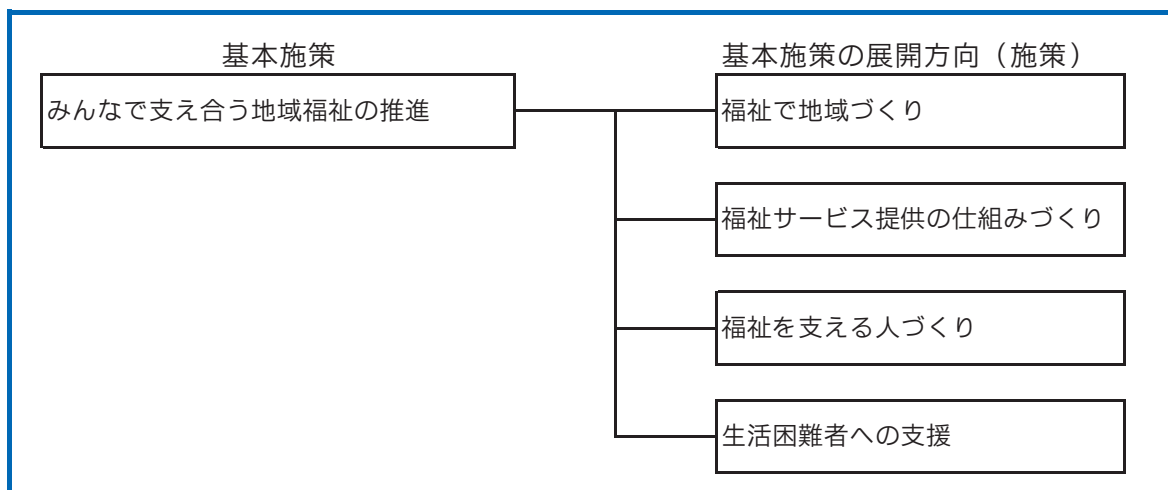 基本施策
基本施策の展開方向(施策)
みんなで支え合う地域福祉の推進
福祉で地域づくり
福祉サービス提供の仕組みづくり
福祉を支える人づくり
生活困難者への支援